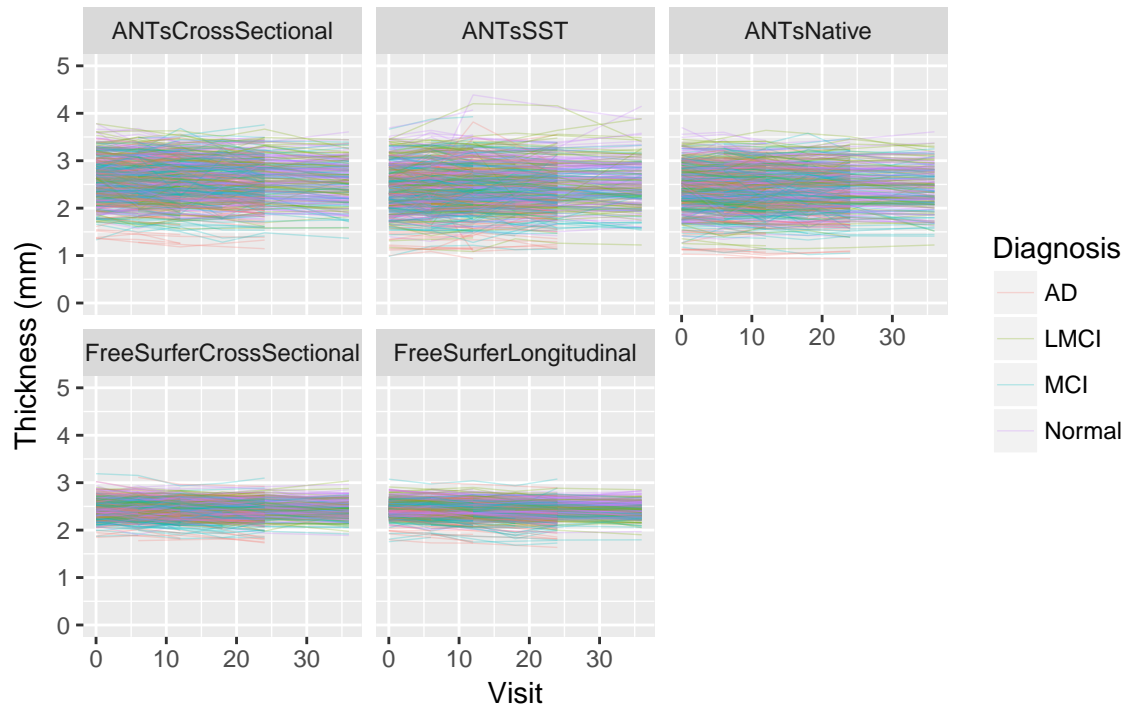 ANTsCrossSectional ANTsSST ANTsNative
5
4
3
2
1
0
0 10 20 30
FreeSurferCrossSectional FreeSurferLongitudinal
5
4
3
2
1
0
0 10 20 30 0 10 20 30
Visit
Thickness (mm)
Diagnosis
AD
LMCI
MCI
Normal